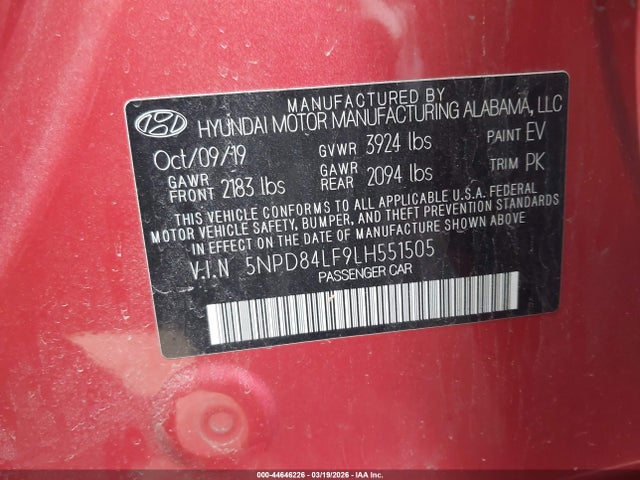 MANUFACTURED BY
HYUNDAI MOTOR MANUFACTURING ALABAMA, LLC
Oct/09/19 GVWR 3924 lbs PAINT EV
GAWR FRONT 2183 lbs GAWR REAR 2094 lbs TRIM PK
THIS VEHICLE CONFORMS TO ALL APPLICABLE U.S.A. FEDERAL
MOTOR VEHICLE SAFETY, BUMPER, AND THEFT PREVENTION STANDARDS
IN EFFECT ON THE DATE OF MANUFACTURE SHOWN ABOVE
V.I.N 5NPD84LF9LH551505
PASSENGER CAR
000-44646226 - 03/19/2026 - IAA Inc.